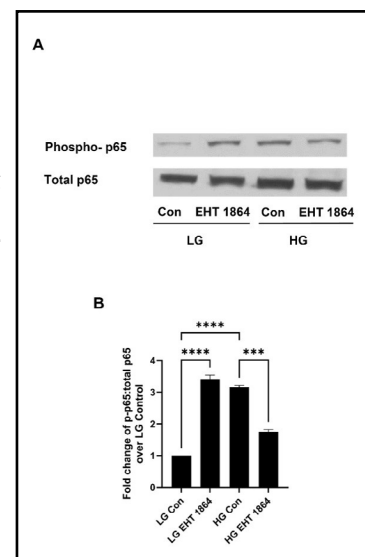 A
Phospho- p65
Total p65
Con EHT 1864 Con EHT 1864
LG HG
B
****
**** ***
Fold change of p-p65:total p65
over LG Control
4
3
2
1
0
LG Con
LG EHT 1864
HG Con
HG EHT 1864